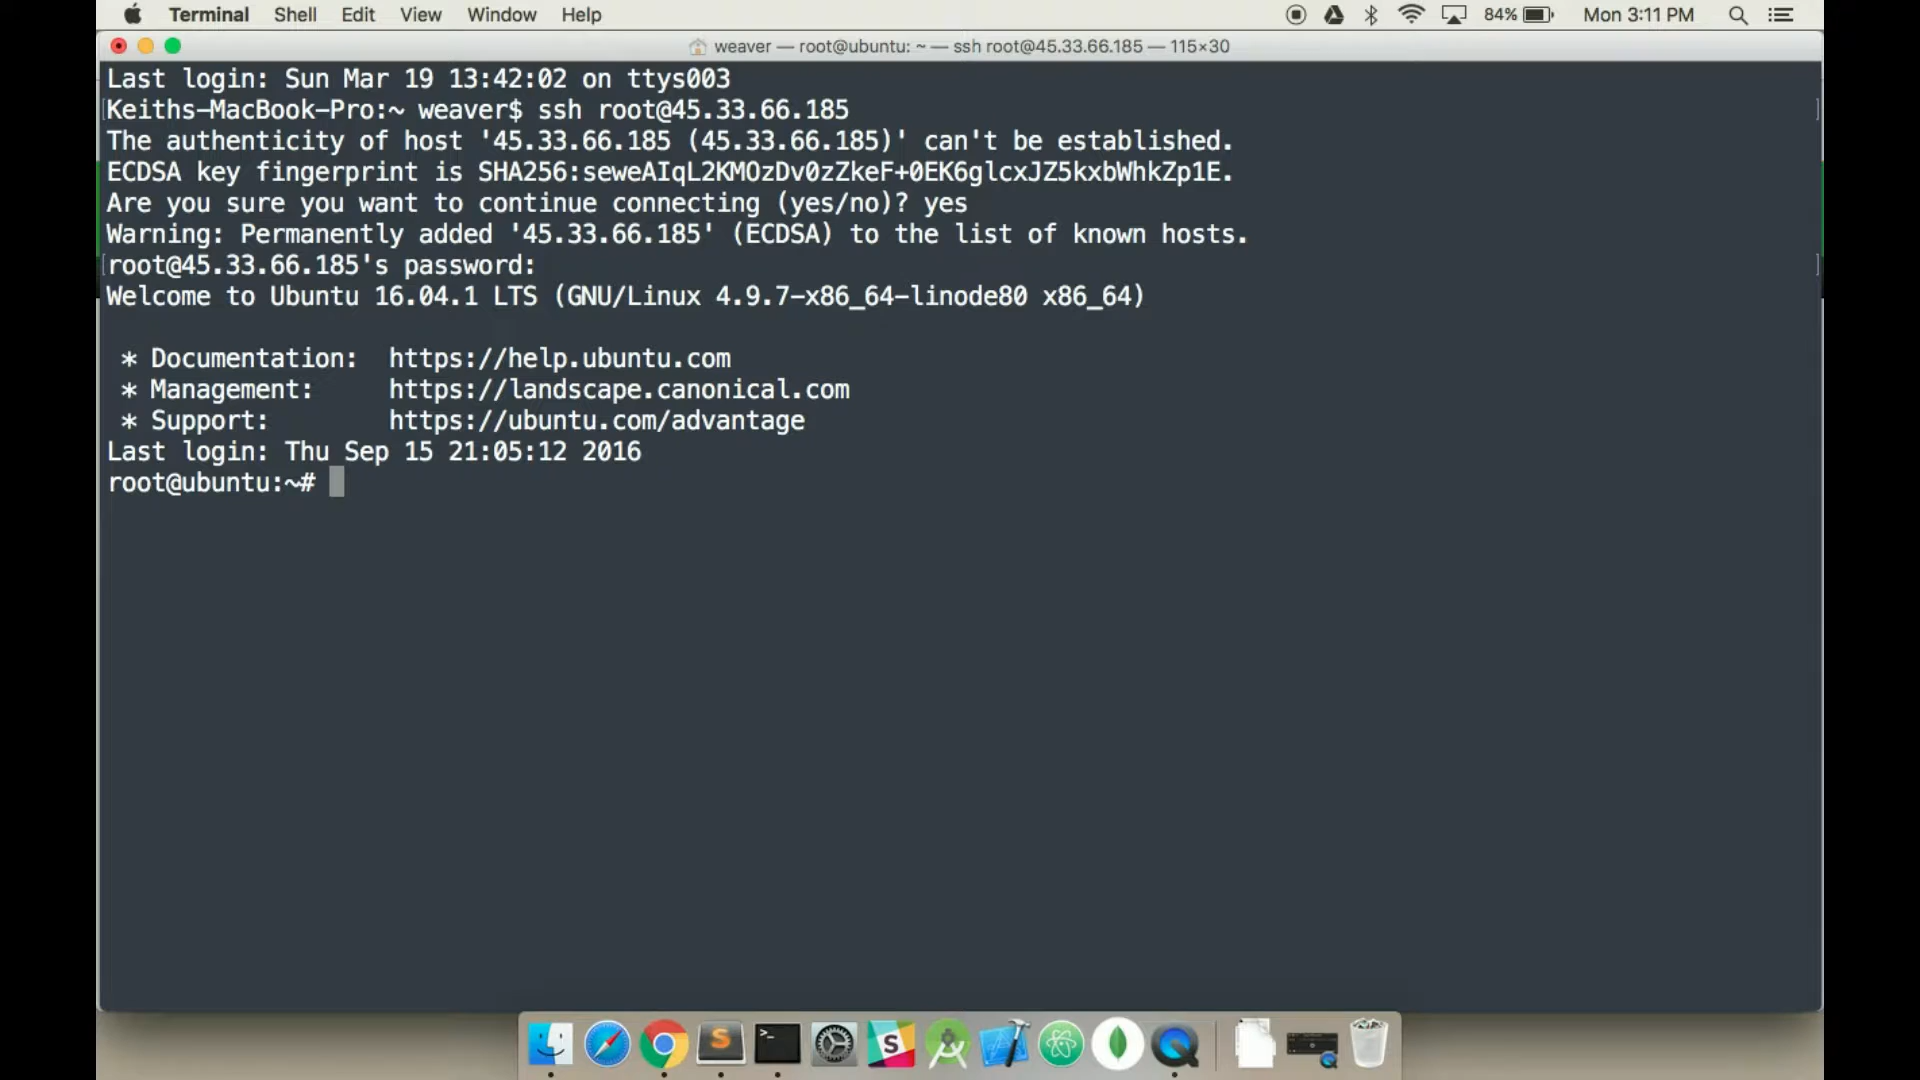 Terminal Shell Edit View Window Help 84% Mon 3:11 PM
weaver — root@ubuntu: ~ — ssh root@45.33.66.185 — 115×30
Last login: Sun Mar 19 13:42:02 on ttys003
Keiths-MacBook-Pro:~ weaver$ ssh root@45.33.66.185
The authenticity of host '45.33.66.185 (45.33.66.185)' can't be established.
ECDSA key fingerprint is SHA256:seweAIqL2KMOzDv0zZkeF+0EK6glcxJZ5kxbWhkZp1E.
Are you sure you want to continue connecting (yes/no)? yes
Warning: Permanently added '45.33.66.185' (ECDSA) to the list of known hosts.
root@45.33.66.185's password:
Welcome to Ubuntu 16.04.1 LTS (GNU/Linux 4.9.7-x86_64-linode80 x86_64)
* Documentation: https://help.ubuntu.com
* Management: https://landscape.canonical.com
* Support: https://ubuntu.com/advantage
Last login: Thu Sep 15 21:05:12 2016
root@ubuntu:~#